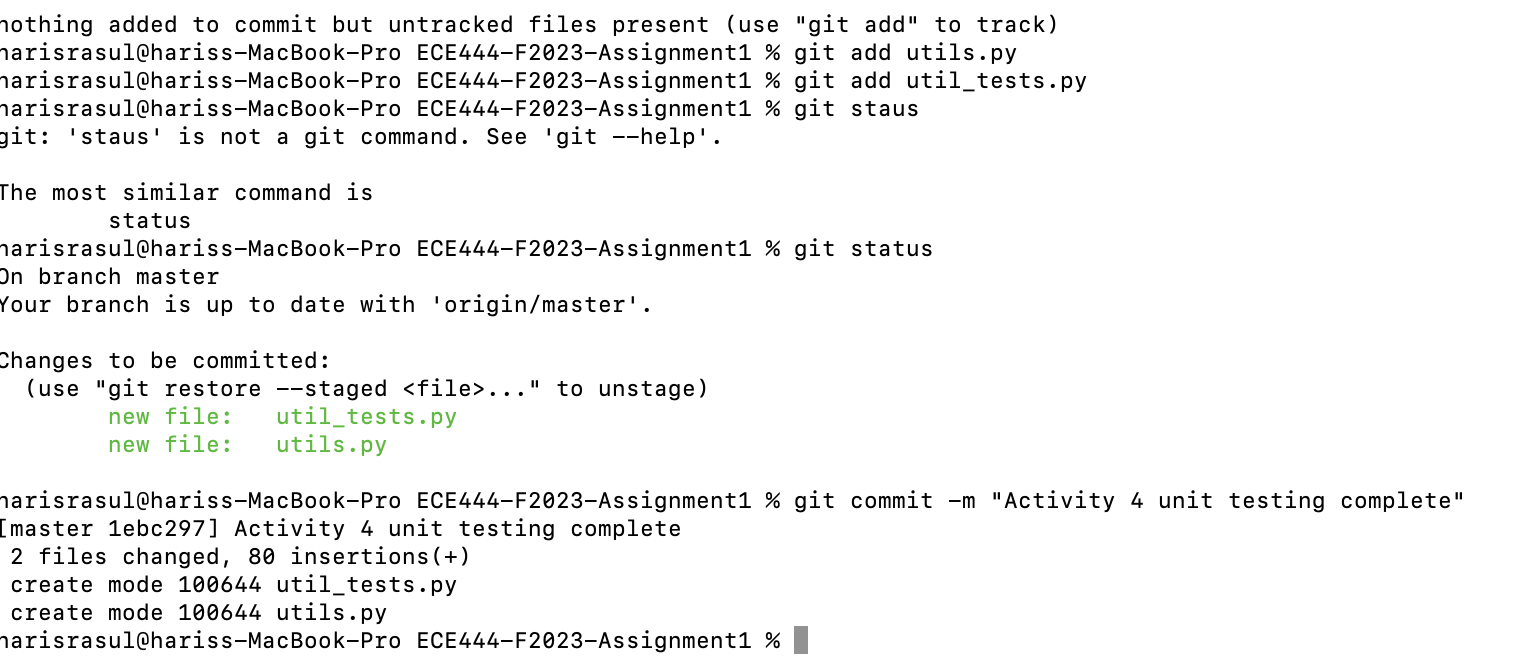 nothing added to commit but untracked files present (use "git add" to track)
harisrasul@hariss-MacBook-Pro ECE444-F2023-Assignment1 % git add utils.py
harisrasul@hariss-MacBook-Pro ECE444-F2023-Assignment1 % git add util_tests.py
harisrasul@hariss-MacBook-Pro ECE444-F2023-Assignment1 % git staus
git: 'staus' is not a git command. See 'git --help'.
The most similar command is
status
harisrasul@hariss-MacBook-Pro ECE444-F2023-Assignment1 % git status
On branch master
Your branch is up to date with 'origin/master'.
Changes to be committed:
(use "git restore --staged <file>..." to unstage)
new file:   util_tests.py
new file:   utils.py
harisrasul@hariss-MacBook-Pro ECE444-F2023-Assignment1 % git commit -m "Activity 4 unit testing complete"
[master 1ebc297] Activity 4 unit testing complete
2 files changed, 80 insertions(+)
create mode 100644 util_tests.py
create mode 100644 utils.py
harisrasul@hariss-MacBook-Pro ECE444-F2023-Assignment1 %